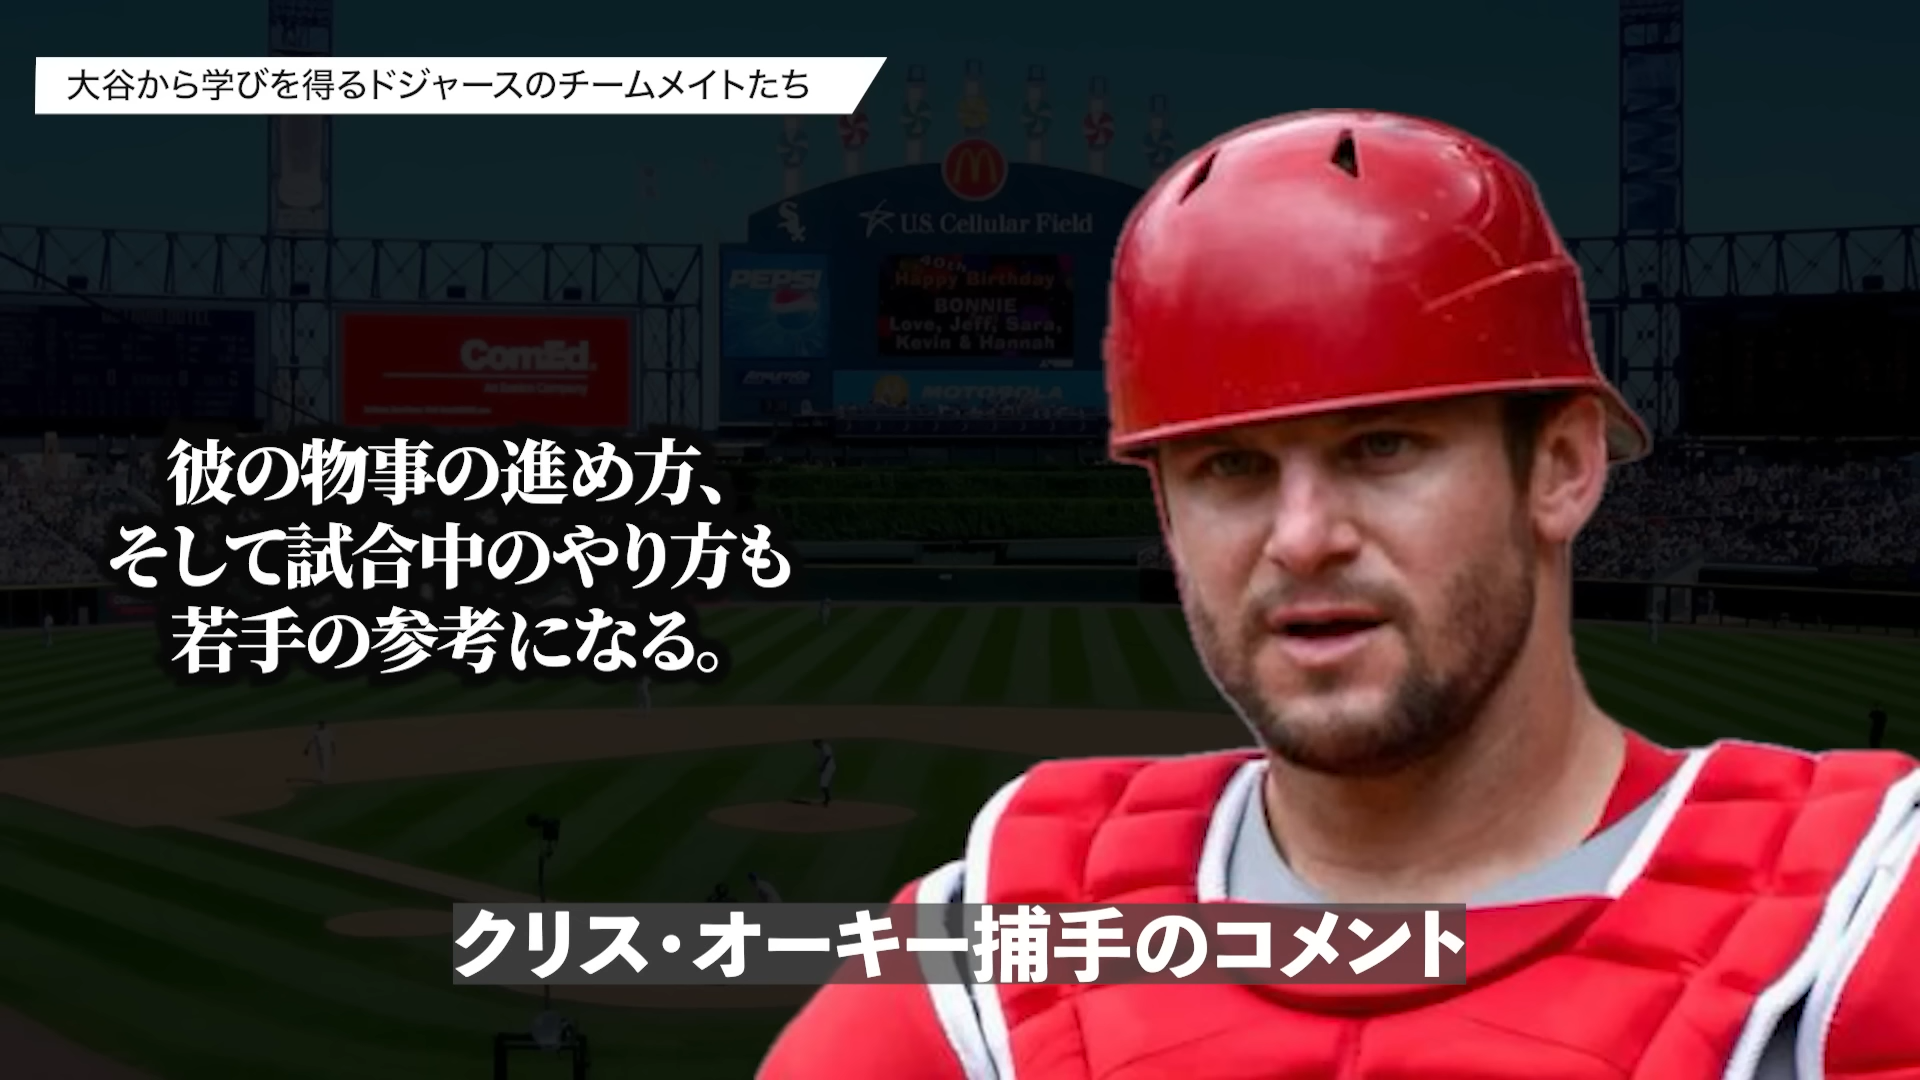 大谷から学びを得るドジャースのチームメイトたち
U.S. Cellular Field
PEPSI
40th
Happy Birthday
BONNIE
Love, Jeff, Sara,
Kevin & Hannah
ComEd.
MOTOROLA
彼の物事の進め方、
そして試合中のやり方も
若手の参考になる。
クリス・オーキー捕手のコメント